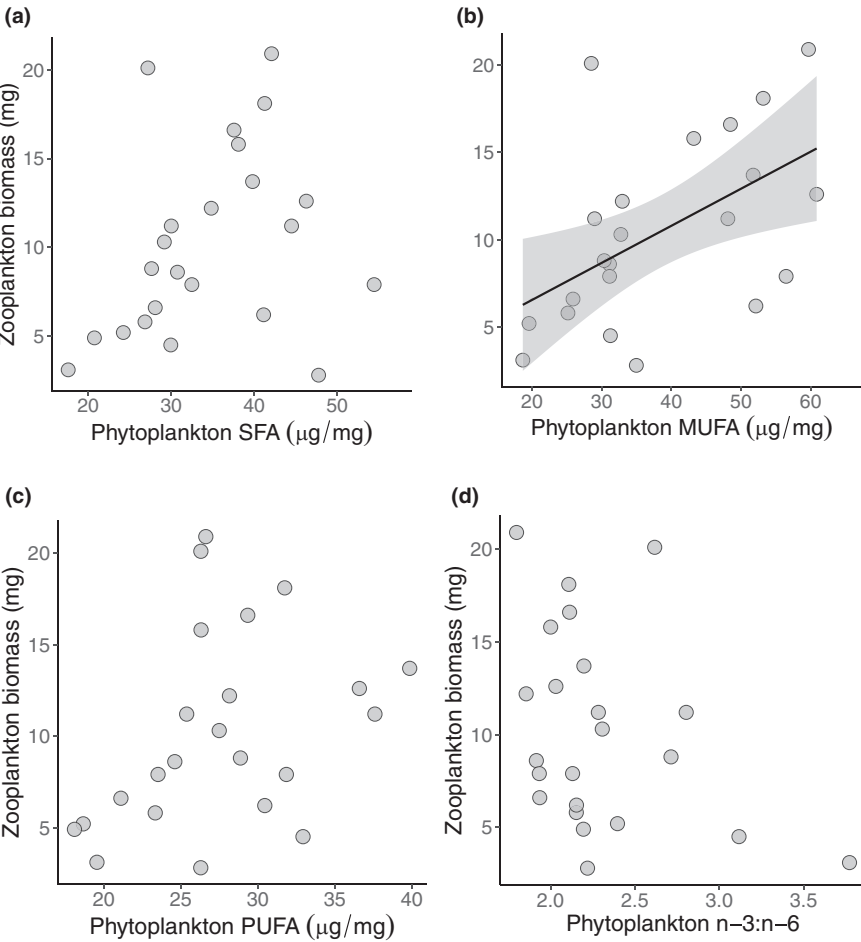 (a)
Zooplankton biomass (mg)
20
15
10
5
20 30 40 50
Phytoplankton SFA (μg/mg)
(b)
20
15
10
5
20 30 40 50 60
Phytoplankton MUFA (μg/mg)
(c)
Zooplankton biomass (mg)
20
15
10
5
20 25 30 35 40
Phytoplankton PUFA (μg/mg)
(d)
Zooplankton biomass (mg)
20
15
10
5
2.0 2.5 3.0 3.5
Phytoplankton n–3:n–6